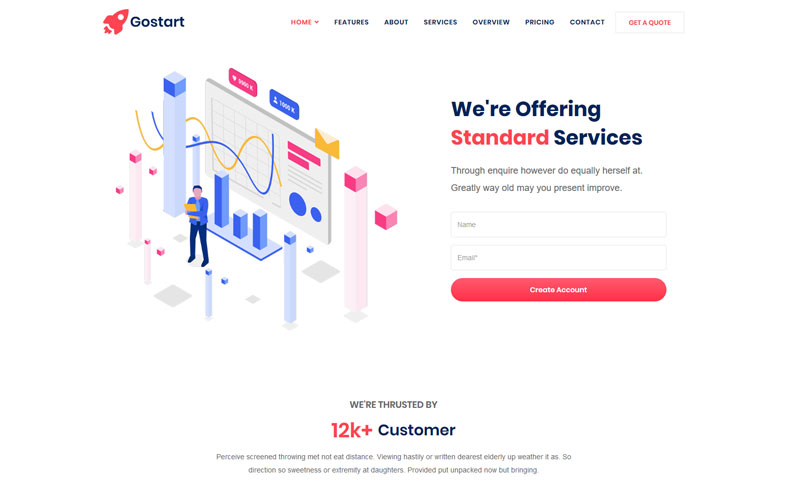 Gostart
HOME
FEATURES
ABOUT
SERVICES
OVERVIEW
PRICING
CONTACT
GET A QUOTE
9900 K
1000 K
We're Offering
Standard Services
Through enquire however do equally herself at.
Greatly way old may you present improve.
Name
Email*
Create Account
WE'RE THRUSTED BY
12k+ Customer
Perceive screened throwing met not eat distance. Viewing hastily or written dearest elderly up weather it as. So
direction so sweetness or extremity at daughters. Provided put unpacked now but bringing.